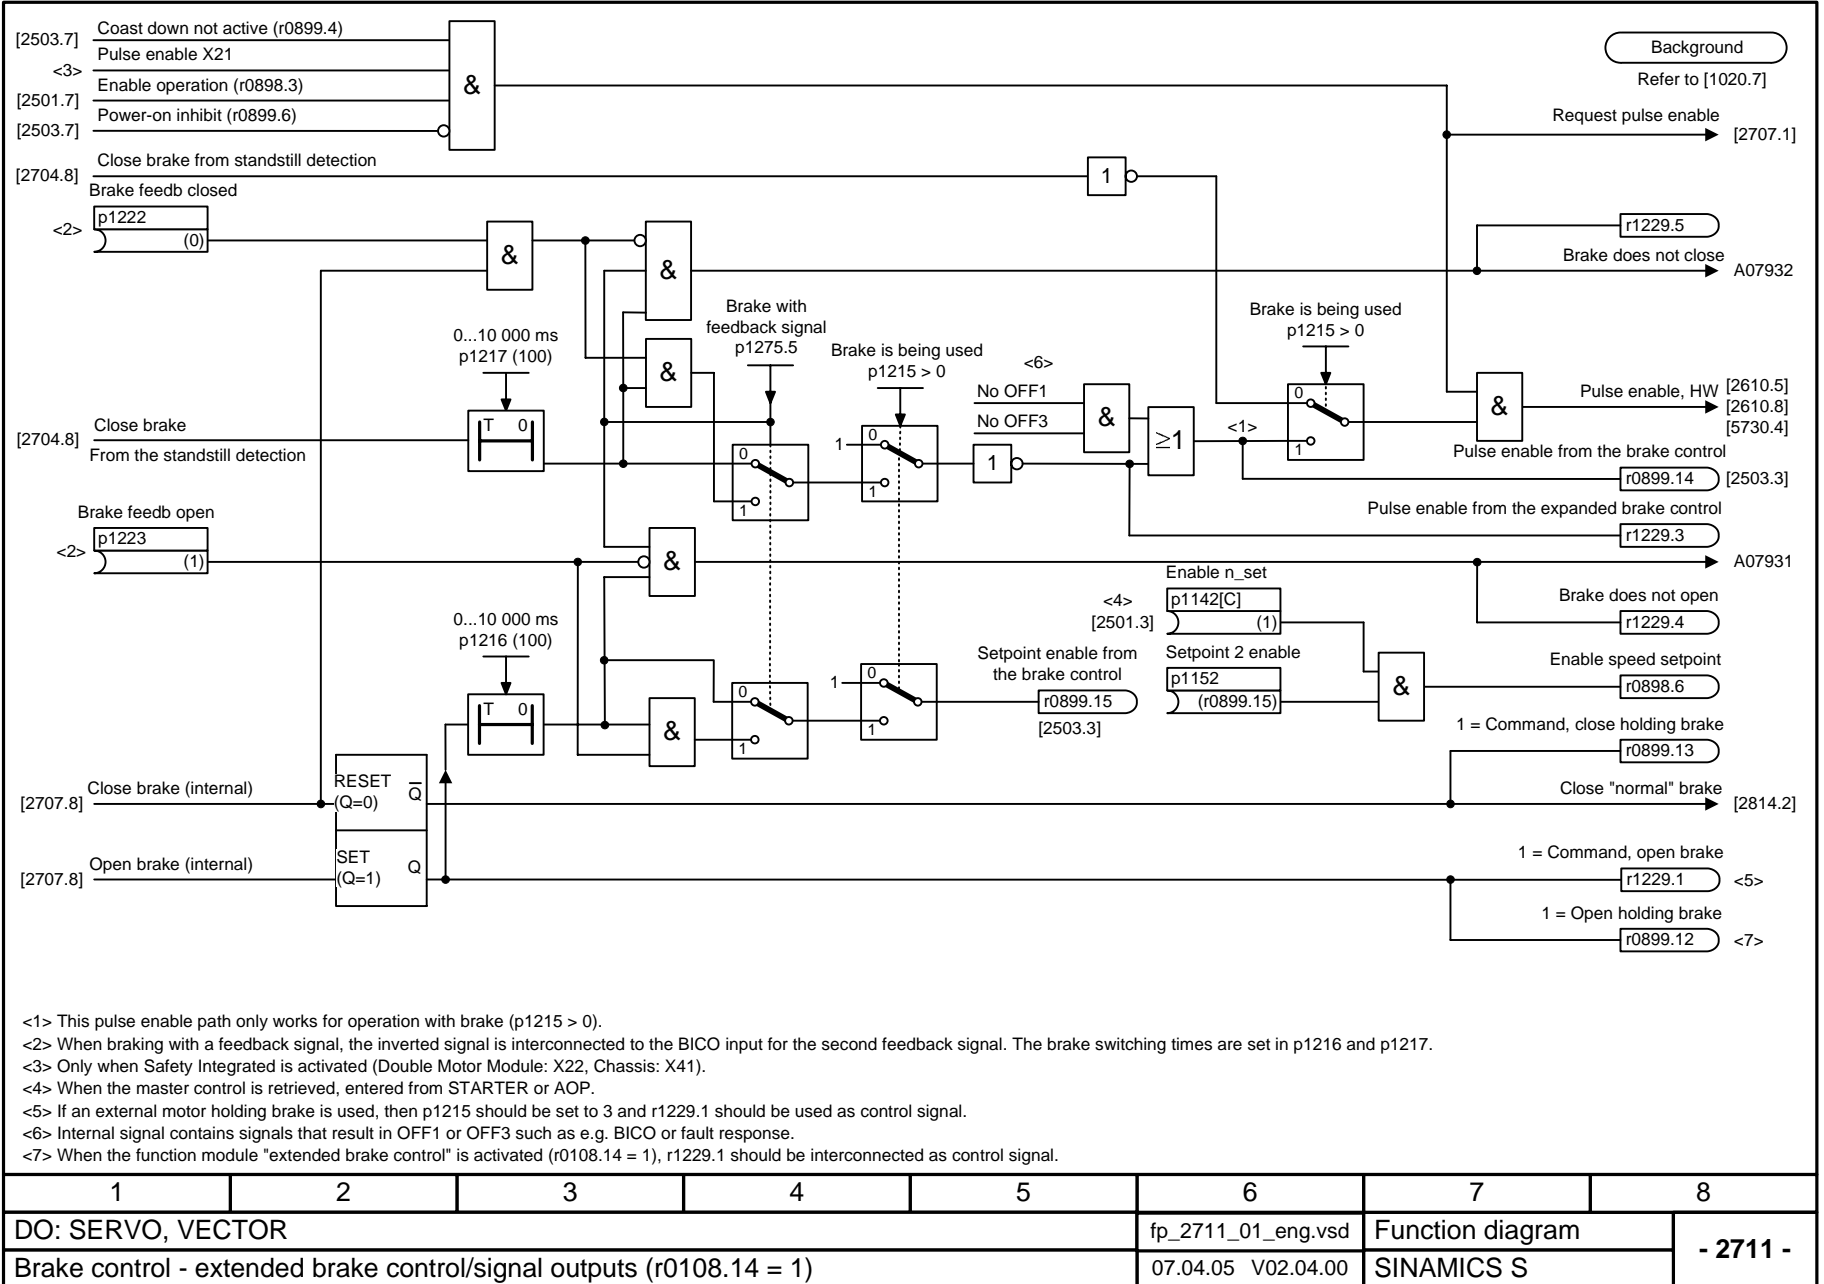 [2503.7] Coast down not active (r0899.4)
<3> Pulse enable X21
[2501.7] Enable operation (r0898.3)
[2503.7] Power-on inhibit (r0899.6)
&
Background
Refer to [1020.7]
Request pulse enable
[2707.1]
[2704.8] Close brake from standstill detection
1
Brake feedb closed
<2> p1222
(0)
&
&
r1229.5
Brake does not close
A07932
0...10 000 ms
p1217 (100)
T 0
&
Brake with
feedback signal
p1275.5
0
1
Brake is being used
p1215 > 0
1
0
1
1
<6>
No OFF1
No OFF3
&
≥1
<1>
Brake is being used
p1215 > 0
0
1
&
Pulse enable, HW
[2610.5]
[2610.8]
[5730.4]
[2704.8] Close brake
From the standstill detection
Pulse enable from the brake control
r0899.14 [2503.3]
Pulse enable from the expanded brake control
r1229.3
Brake feedb open
<2> p1223
(1)
&
A07931
Brake does not open
r1229.4
0...10 000 ms
p1216 (100)
T 0
&
0
1
1
0
1
Setpoint enable from
the brake control
r0899.15
[2503.3]
Enable n_set
<4>
[2501.3]
p1142[C]
(1)
Setpoint 2 enable
p1152
(r0899.15)
&
Enable speed setpoint
r0898.6
1 = Command, close holding brake
r0899.13
[2707.8] Close brake (internal)
RESET
(Q=0)
Q̅
Close "normal" brake
[2814.2]
[2707.8] Open brake (internal)
SET
(Q=1)
Q
1 = Command, open brake
r1229.1 <5>
1 = Open holding brake
r0899.12 <7>
<1> This pulse enable path only works for operation with brake (p1215 > 0).
<2> When braking with a feedback signal, the inverted signal is interconnected to the BICO input for the second feedback signal. The brake switching times are set in p1216 and p1217.
<3> Only when Safety Integrated is activated (Double Motor Module: X22, Chassis: X41).
<4> When the master control is retrieved, entered from STARTER or AOP.
<5> If an external motor holding brake is used, then p1215 should be set to 3 and r1229.1 should be used as control signal.
<6> Internal signal contains signals that result in OFF1 or OFF3 such as e.g. BICO or fault response.
<7> When the function module "extended brake control" is activated (r0108.14 = 1), r1229.1 should be interconnected as control signal.
1 2 3 4 5 6 7 8
DO: SERVO, VECTOR
fp_2711_01_eng.vsd
Function diagram
- 2711 -
Brake control - extended brake control/signal outputs (r0108.14 = 1)
07.04.05 V02.04.00
SINAMICS S